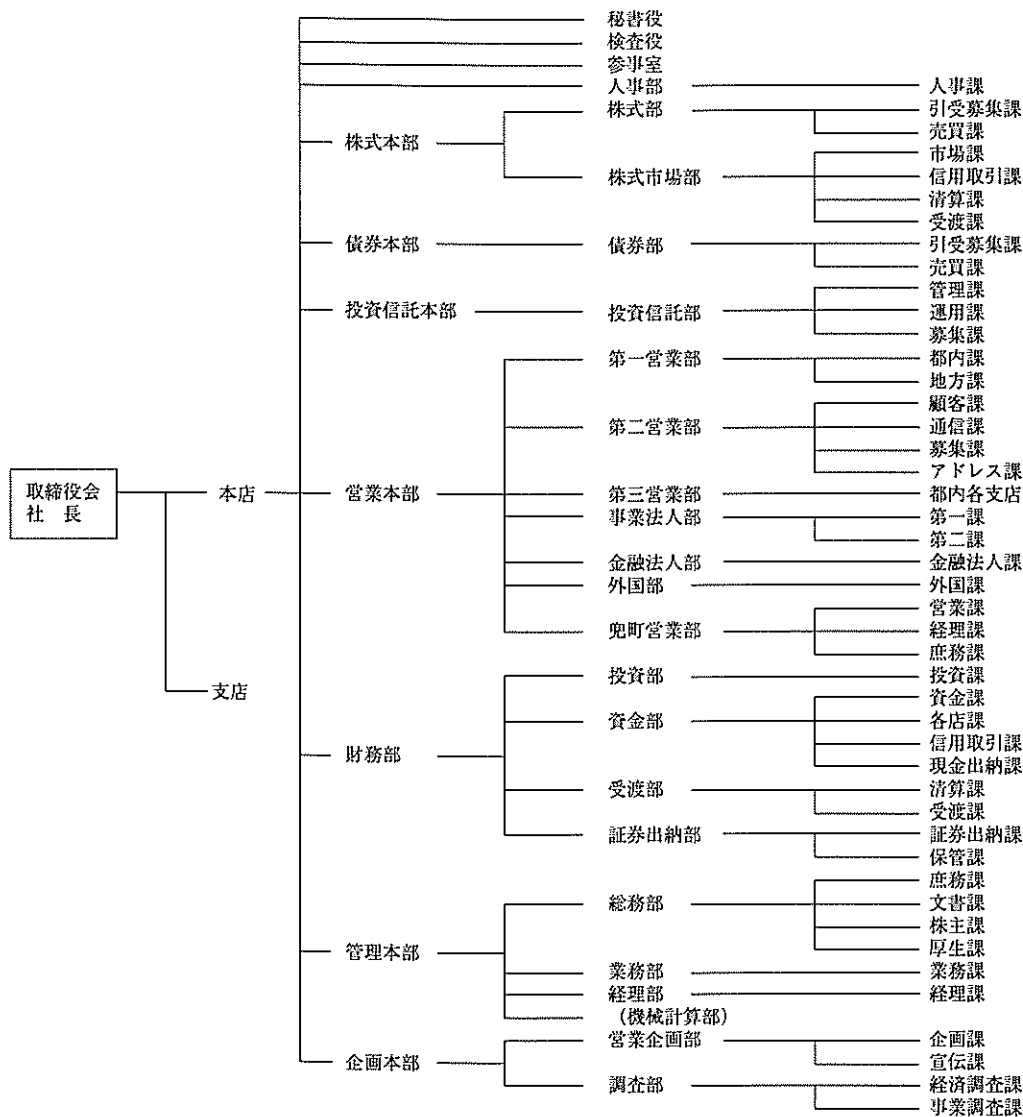 秘書役
検査役
参事室
人事部 人事課
株式部 引受募集課
売買課
株式本部
市場課
株式市場部 信用取引課
清算課
受渡課
債券本部 債券部 引受募集課
売買課
管理課
投資信託本部 投資信託部 運用課
募集課
第一営業部 都内課
地方課
顧客課
第二営業部 通信課
募集課
アドレス課
取締役会
社長
本店 営業本部 第三営業部 都内各支店
事業法人部 第一課
第二課
金融法人部 金融法人課
外国部 外国課
営業課
兜町営業部 経理課
庶務課
投資部 投資課
支店
資金課
資金部 各店課
信用取引課
財務部
現金出納課
受渡部 清算課
受渡課
証券出納部 証券出納課
保管課
庶務課
総務部 文書課
株主課
厚生課
管理本部
業務部 業務課
経理部 経理課
(機械計算部)
営業企画部 企画課
企画本部 宣伝課
調査部 経済調査課
事業調査課